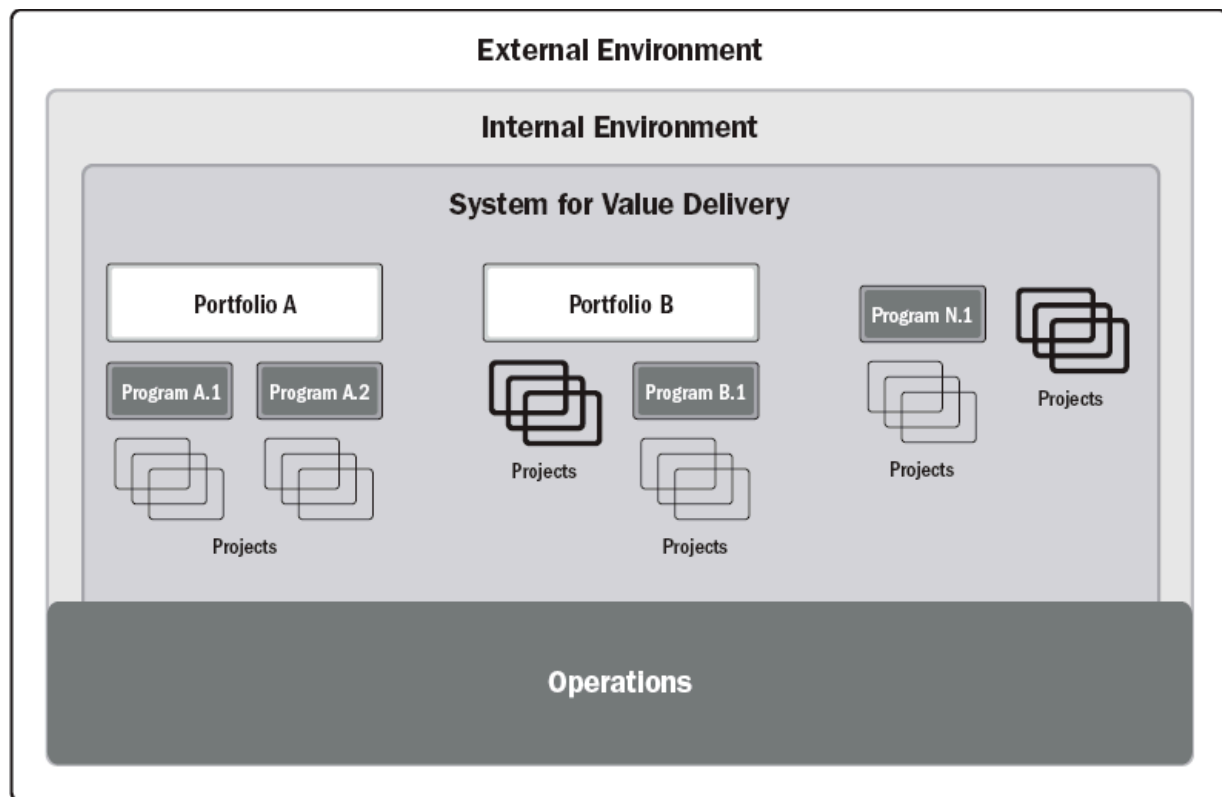 External Environment
Internal Environment
System for Value Delivery
Portfolio A
Portfolio B
Program N.1
Program A.1
Program A.2
Program B.1
Projects
Projects
Projects
Projects
Projects
Operations